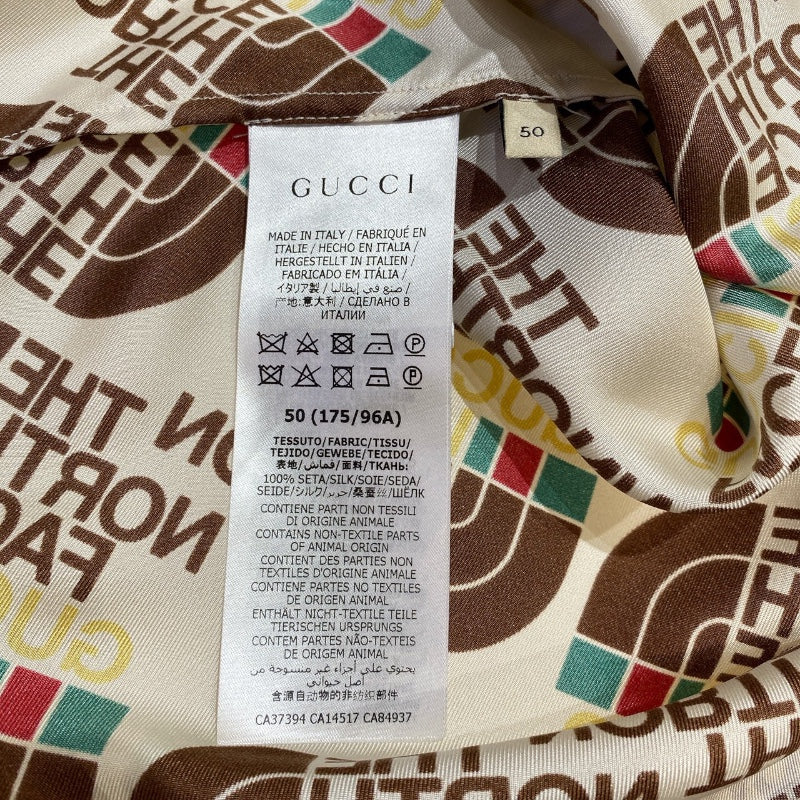 GUCCI
MADE IN ITALY / FABRIQUÉ EN
ITALIE / HECHO EN ITALIA /
HERGESTELLT IN ITALIEN /
FABRICADO EM ITÁLIA /
イタリア製 / صنع في إيطاليا /
产地:意大利 / СДЕЛАНО В
ИТАЛИИ
50 (175/96A)
TESSUTO/FABRIC/TISSU/
TEJIDO/GEWEBE/TECIDO/
表地/قماش/面料/ТКАНЬ:
100% SETA/SILK/SOIE/SEDA/
SEIDE/シルク/حرير/桑蚕丝/ШЁЛК
CONTIENE PARTI NON TESSILI
DI ORIGINE ANIMALE
CONTAINS NON-TEXTILE PARTS
OF ANIMAL ORIGIN
CONTIENT DES PARTIES NON
TEXTILES D'ORIGINE ANIMALE
CONTIENE PARTES NO TEXTILES
DE ORIGEN ANIMAL
ENTHÄLT NICHT-TEXTILE TEILE
TIERISCHEN URSPRUNGS
CONTEM PARTES NÃO-TEXTEIS
DE ORIGEM ANIMAL
يحتوي على أجزاء غير منسوجة من
أصل حيواني
含源自动物的非纺织部件
CA37394 CA14517 CA84937
50
THE
NORTH
FACE
GUCCI